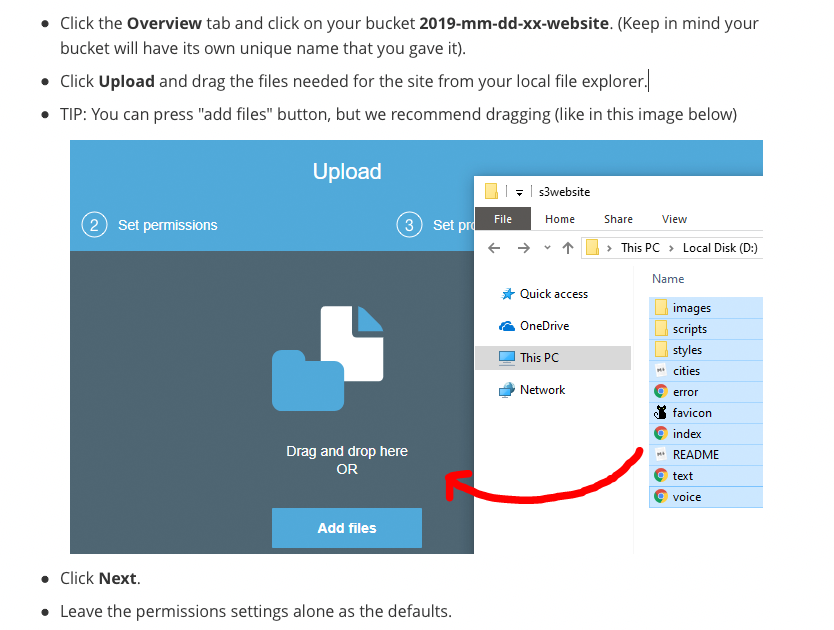 Click the Overview tab and click on your bucket 2019-mm-dd-xx-website. (Keep in mind your
bucket will have its own unique name that you gave it).
Click Upload and drag the files needed for the site from your local file explorer.
TIP: You can press "add files" button, but we recommend dragging (like in this image below)
Upload
2 Set permissions
3 Set pro
Drag and drop here
OR
Add files
s3website
File Home Share View
This PC > Local Disk (D:)
Quick access
OneDrive
This PC
Network
Name
images
scripts
styles
cities
error
favicon
index
README
text
voice
Click Next.
Leave the permissions settings alone as the defaults.